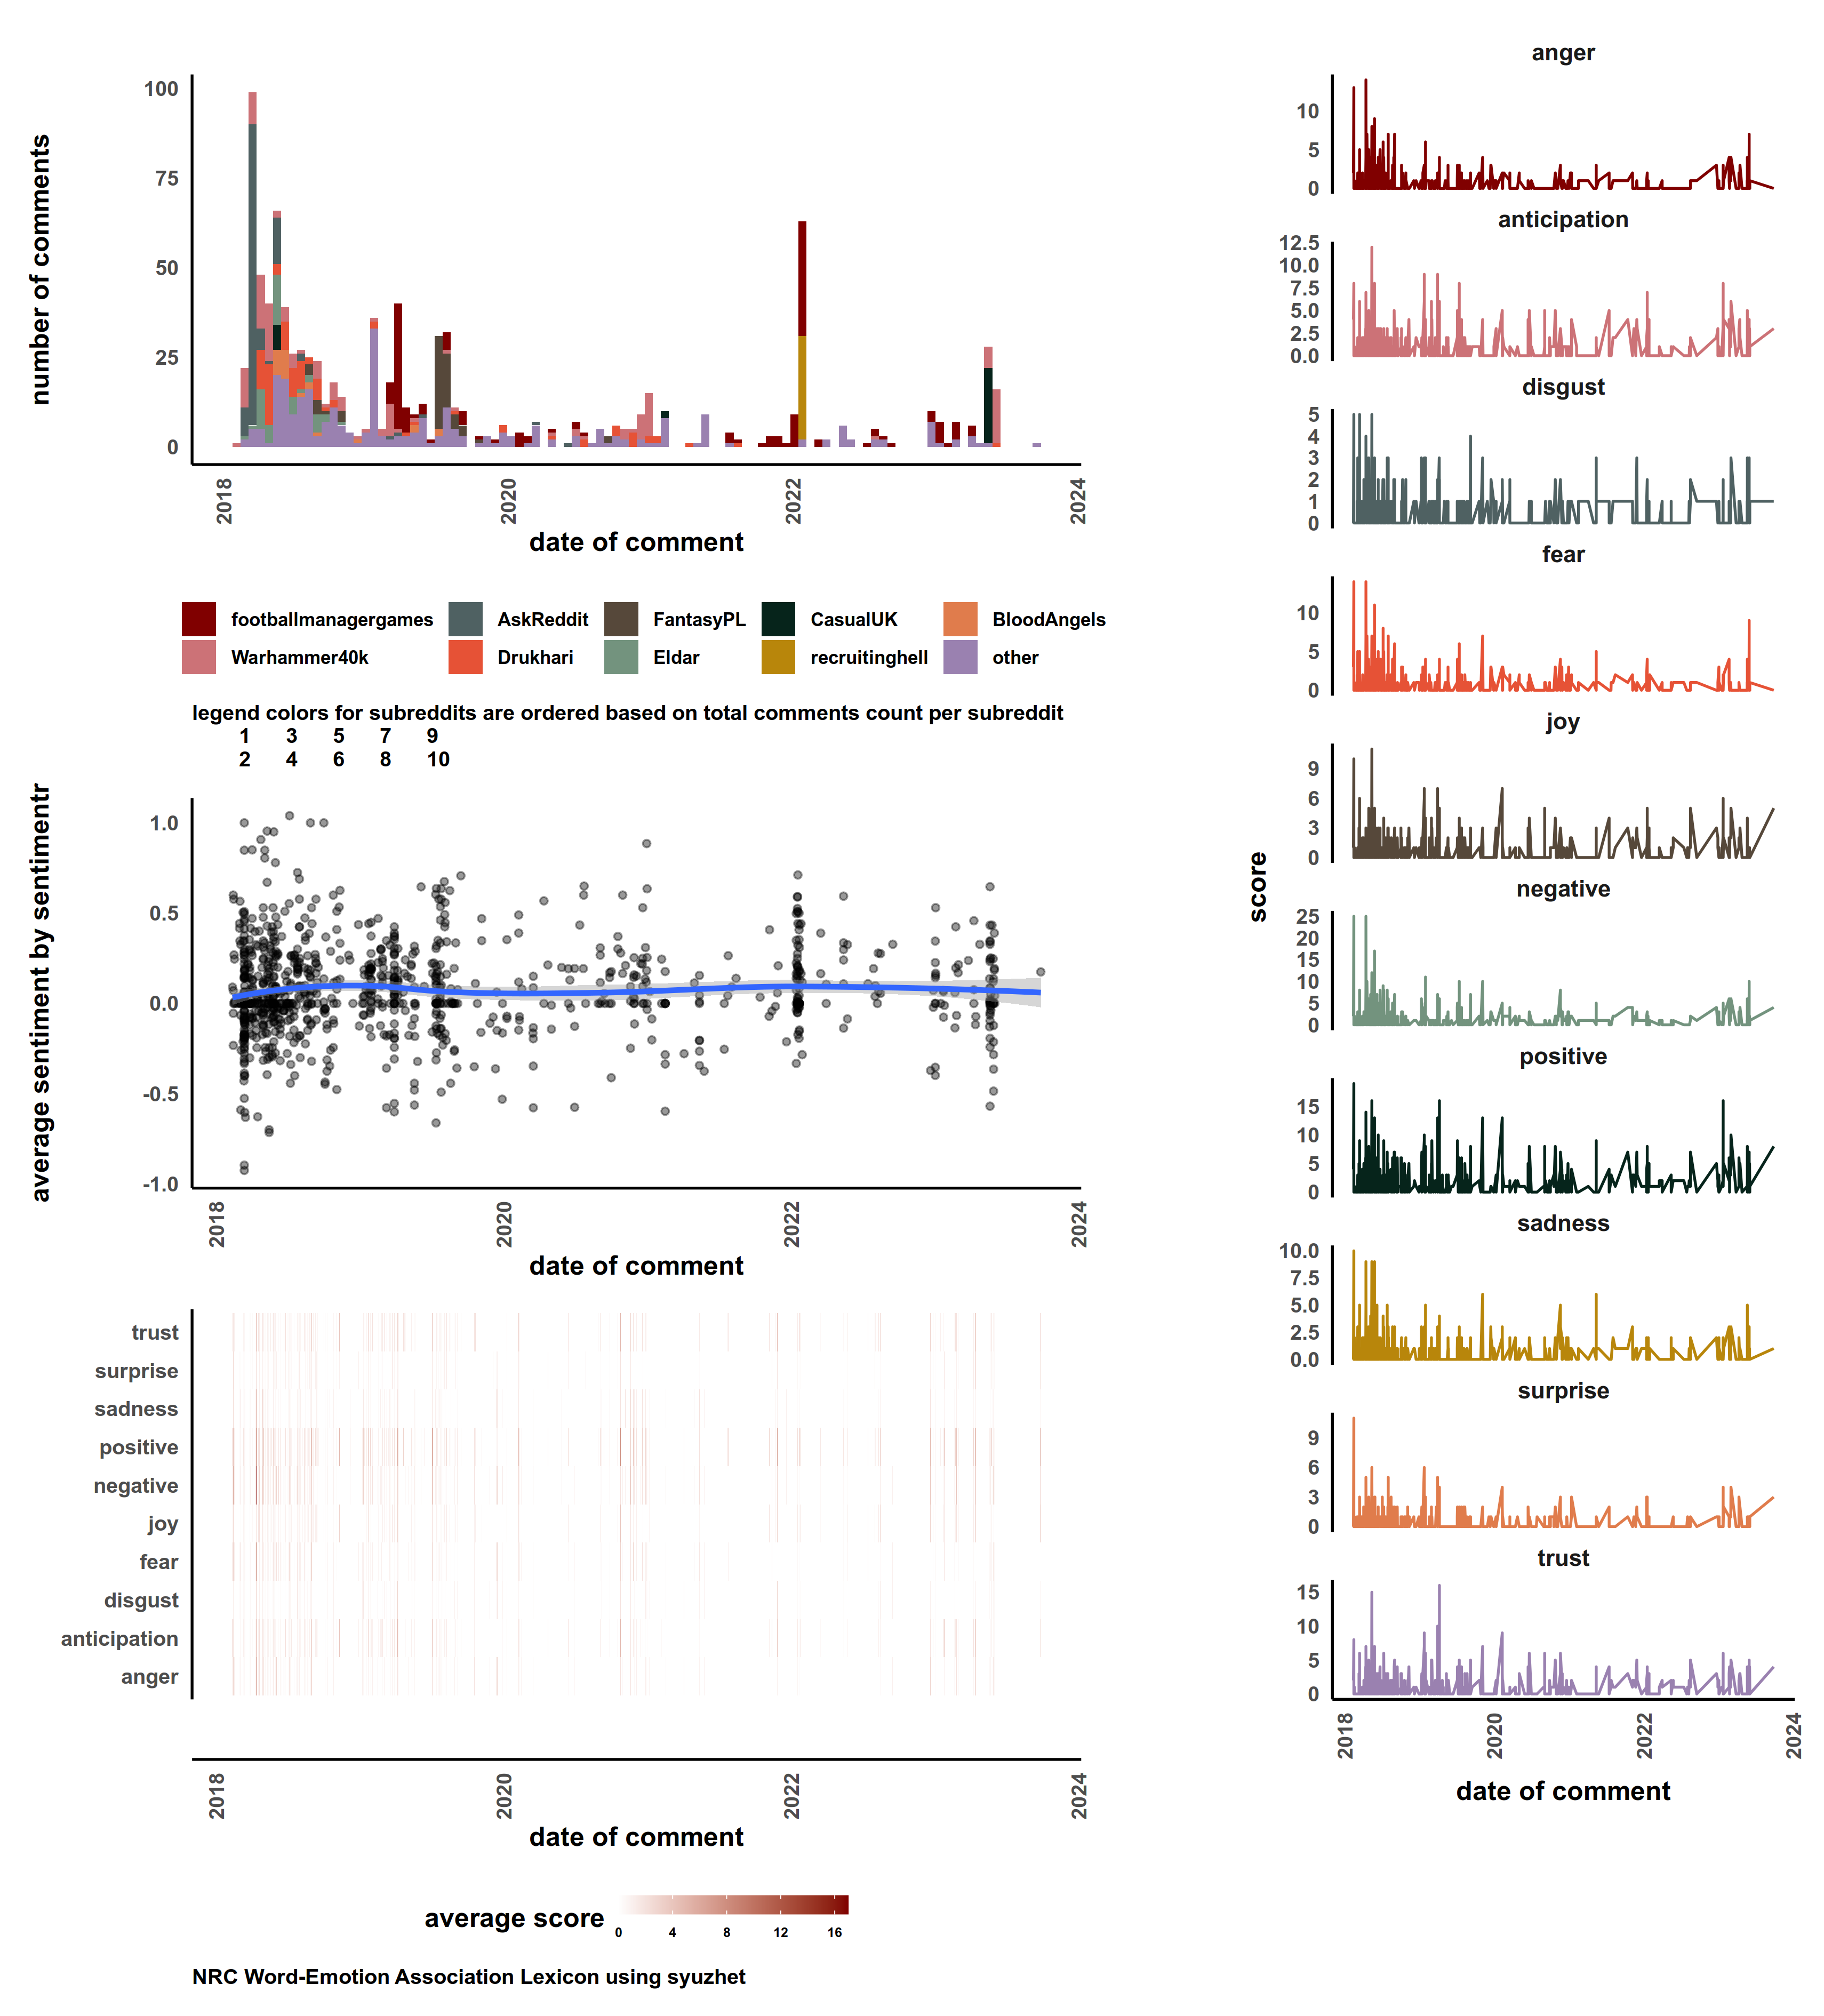 number of comments
100
75
50
25
0
2018
2020
2022
2024
date of comment
footballmanagergames
AskReddit
FantasyPL
CasualUK
BloodAngels
Warhammer40k
Drukhari
Eldar
recruitinghell
other
legend colors for subreddits are ordered based on total comments count per subreddit
1 3 5 7 9
2 4 6 8 10
average sentiment by sentimentr
1.0
0.5
0.0
-0.5
-1.0
2018
2020
2022
2024
date of comment
trust
surprise
sadness
positive
negative
joy
fear
disgust
anticipation
anger
2018
2020
2022
2024
date of comment
average score
0
4
8
12
16
NRC Word-Emotion Association Lexicon using syuzhet
score
anger
10
5
0
anticipation
12.5
10.0
7.5
5.0
2.5
0.0
disgust
5
4
3
2
1
0
fear
10
5
0
joy
9
6
3
0
negative
25
20
15
10
5
0
positive
15
10
5
0
sadness
10.0
7.5
5.0
2.5
0.0
surprise
9
6
3
0
trust
15
10
5
0
2018
2020
2022
2024
date of comment